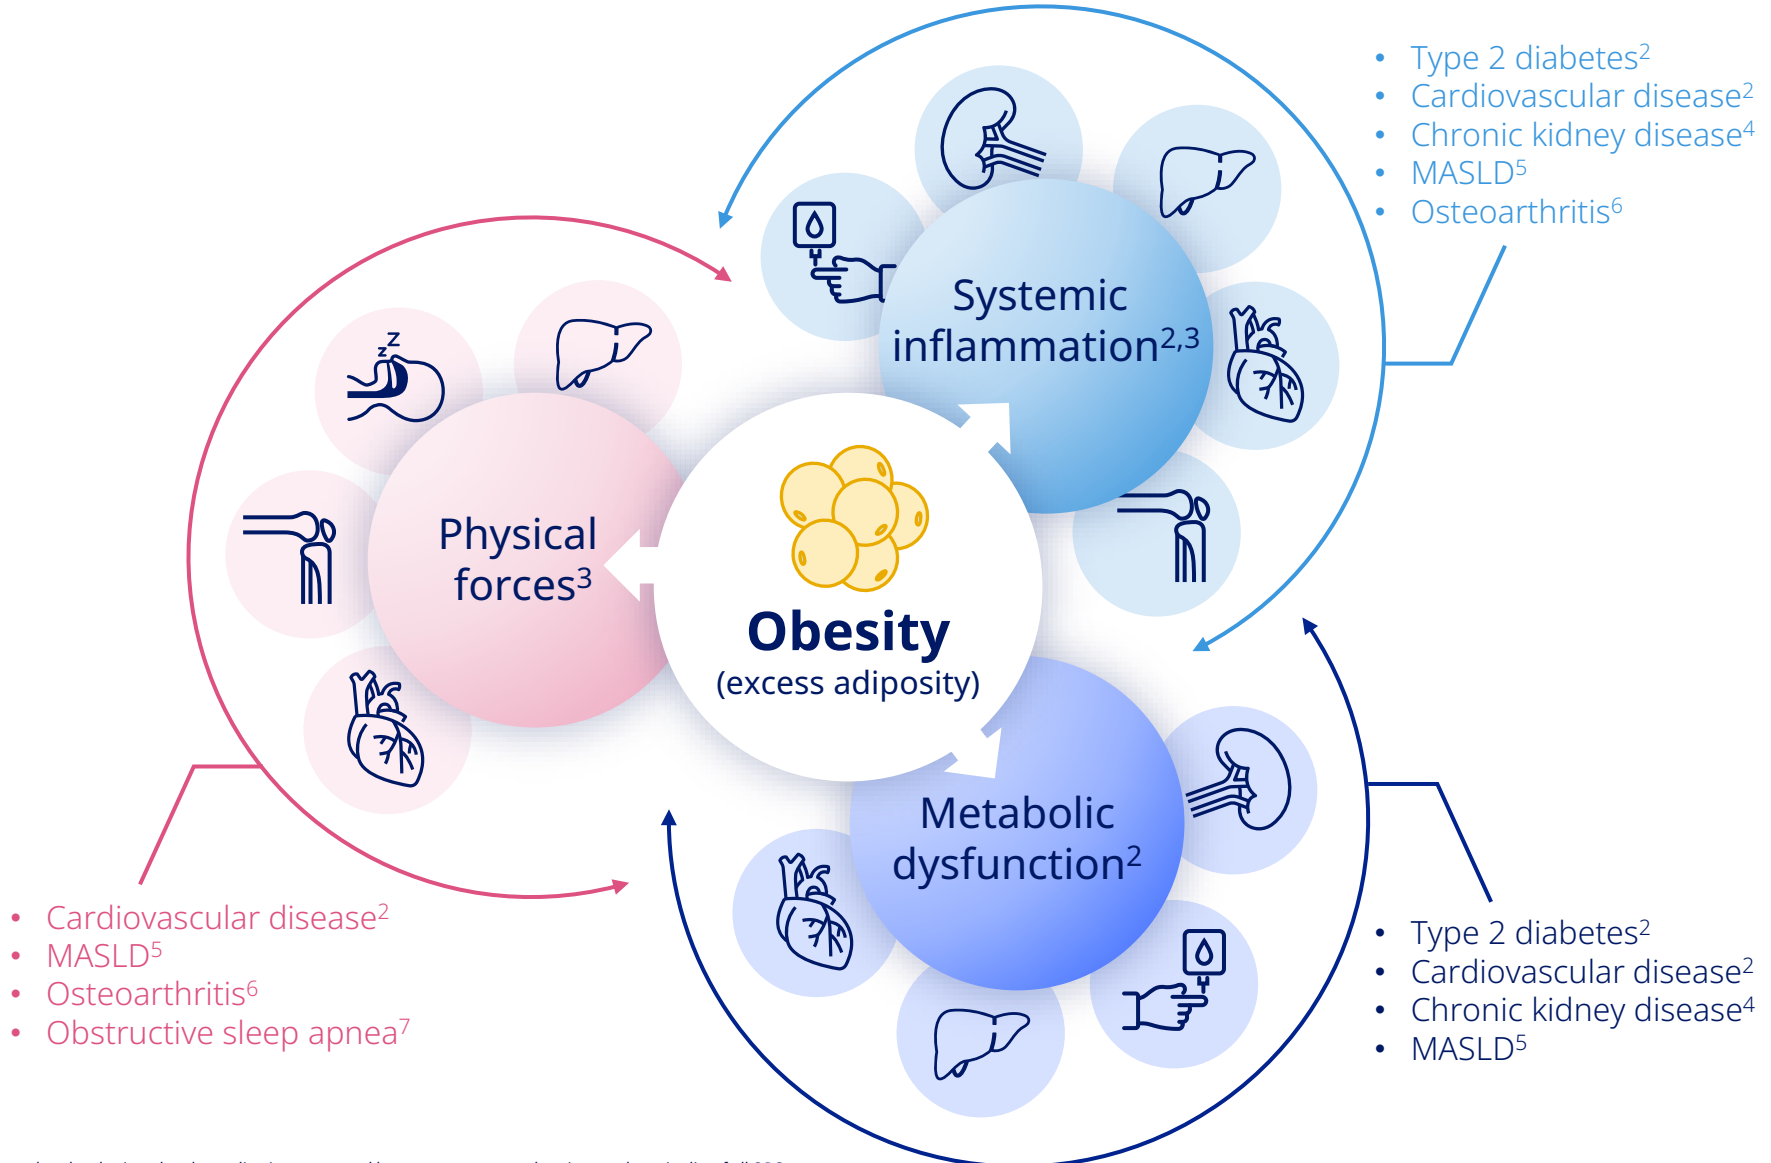 • Type 2 diabetes2
• Cardiovascular disease2
• Chronic kidney disease4
• MASLD5
• Osteoarthritis6
Systemic
inflammation2,3
z Z
Physical
forces3
Obesity
(excess adiposity)
Metabolic
dysfunction2
• Cardiovascular disease2
• MASLD5
• Osteoarthritis6
• Obstructive sleep apnea7
• Type 2 diabetes2
• Cardiovascular disease2
• Chronic kidney disease4
• MASLD5